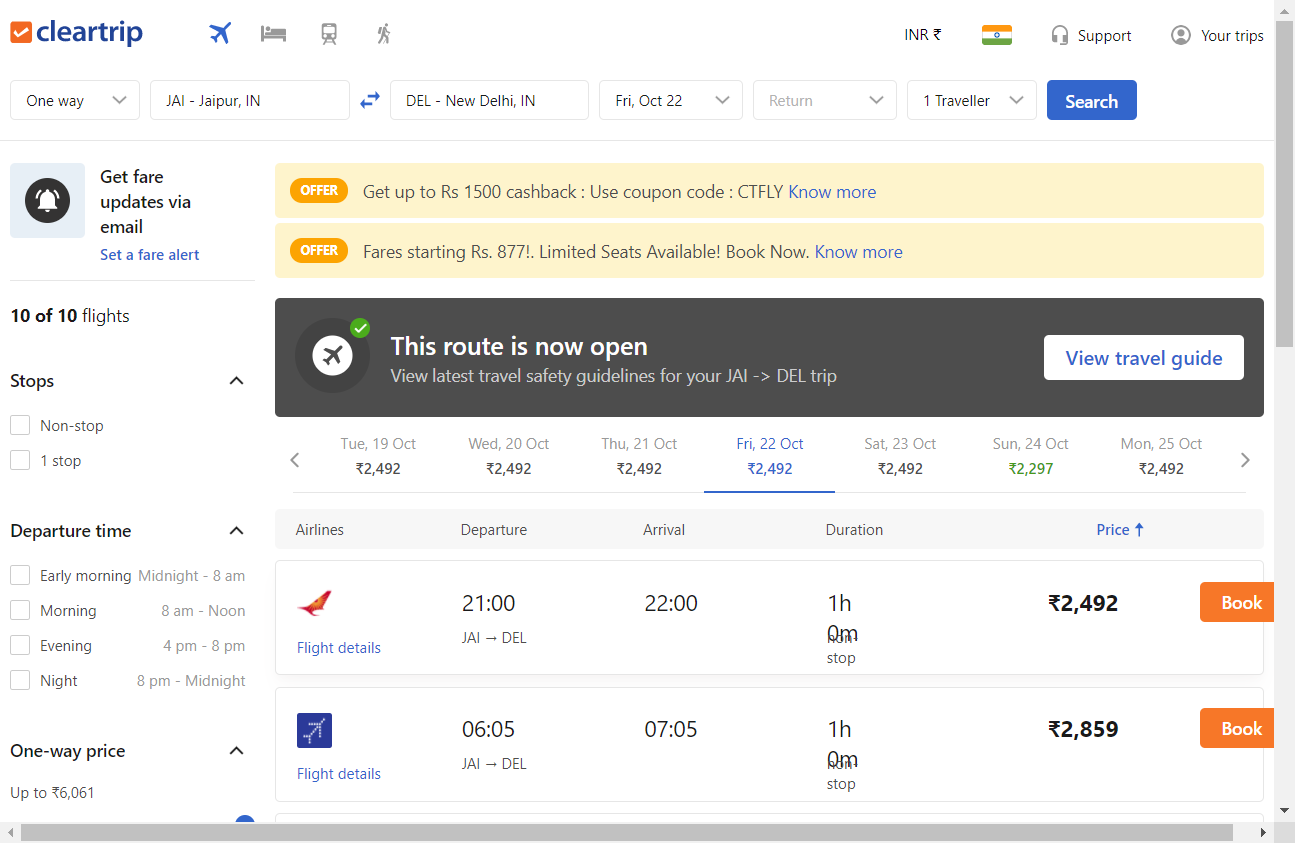 cleartrip
INR ₹
Support
Your trips
One way
JAI - Jaipur, IN
DEL - New Delhi, IN
Fri, Oct 22
Return
1 Traveller
Search
Get fare
updates via
email
Set a fare alert
OFFER Get up to Rs 1500 cashback : Use coupon code : CTFLY Know more
OFFER Fares starting Rs. 877!. Limited Seats Available! Book Now. Know more
10 of 10 flights
This route is now open
View latest travel safety guidelines for your JAI -> DEL trip
View travel guide
Stops
Non-stop
1 stop
Departure time
Early morning Midnight - 8 am
Morning 8 am - Noon
Evening 4 pm - 8 pm
Night 8 pm - Midnight
One-way price
Up to ₹6,061
Tue, 19 Oct
₹2,492
Wed, 20 Oct
₹2,492
Thu, 21 Oct
₹2,492
Fri, 22 Oct
₹2,492
Sat, 23 Oct
₹2,492
Sun, 24 Oct
₹2,297
Mon, 25 Oct
₹2,492
Airlines Departure Arrival Duration Price ↑
21:00 22:00 1h
0m
₹2,492 Book
JAI → DEL
non-
stop
Flight details
06:05 07:05 1h
0m
₹2,859 Book
JAI → DEL
non-
stop
Flight details